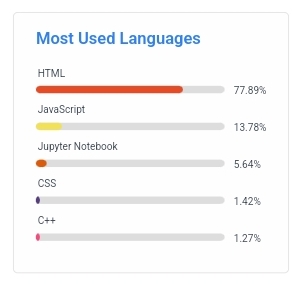 Most Used Languages
HTML
77.89%
JavaScript
13.78%
Jupyter Notebook
5.64%
CSS
1.42%
C++
1.27%